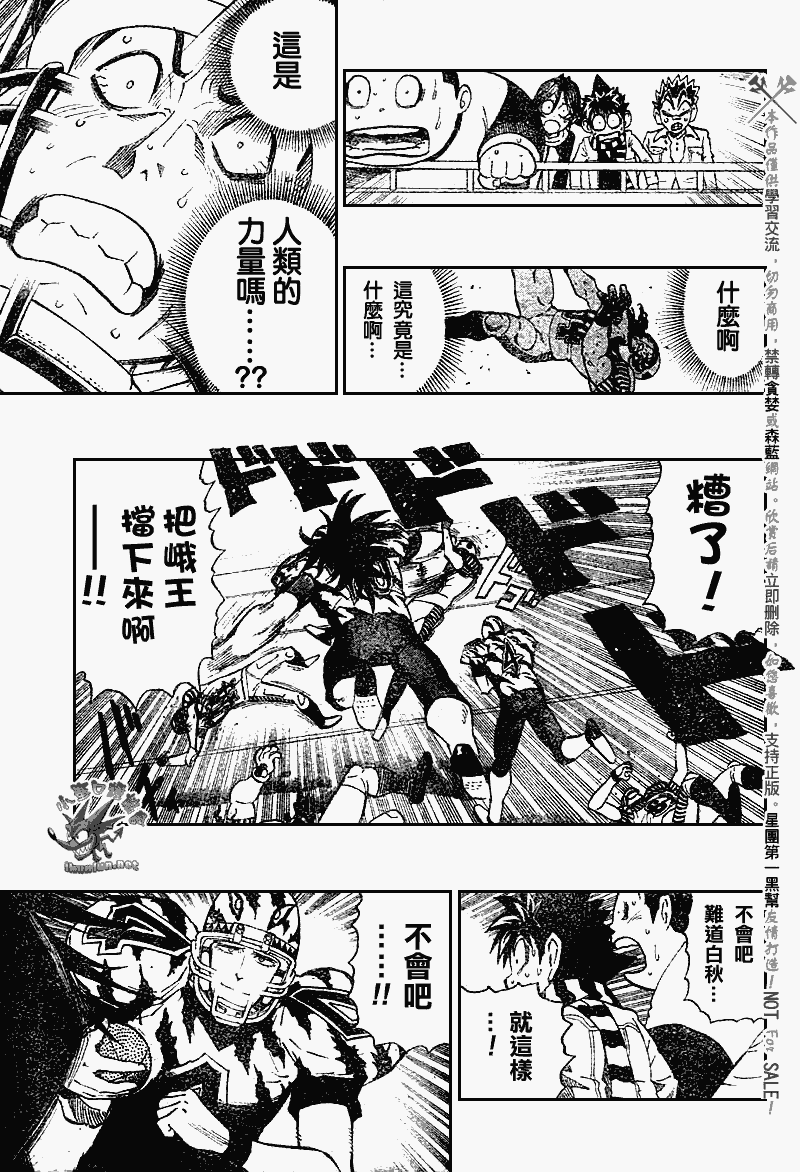 什麼啊
這究竟是…
什麼啊…
這是
人類的
力量嗎……
??
糟了！
把峨王
擋下來啊
——!!
ドドドドド
不會吧
難道白秋…
就這樣
…！
不會吧
……!!
本作品僅供學習交流，切勿商用，禁轉貪婪或森藍網站。欣賞后請立即刪除，如您喜歡，支持正版。星團第一黑幫友情打造！NOT For SALE！